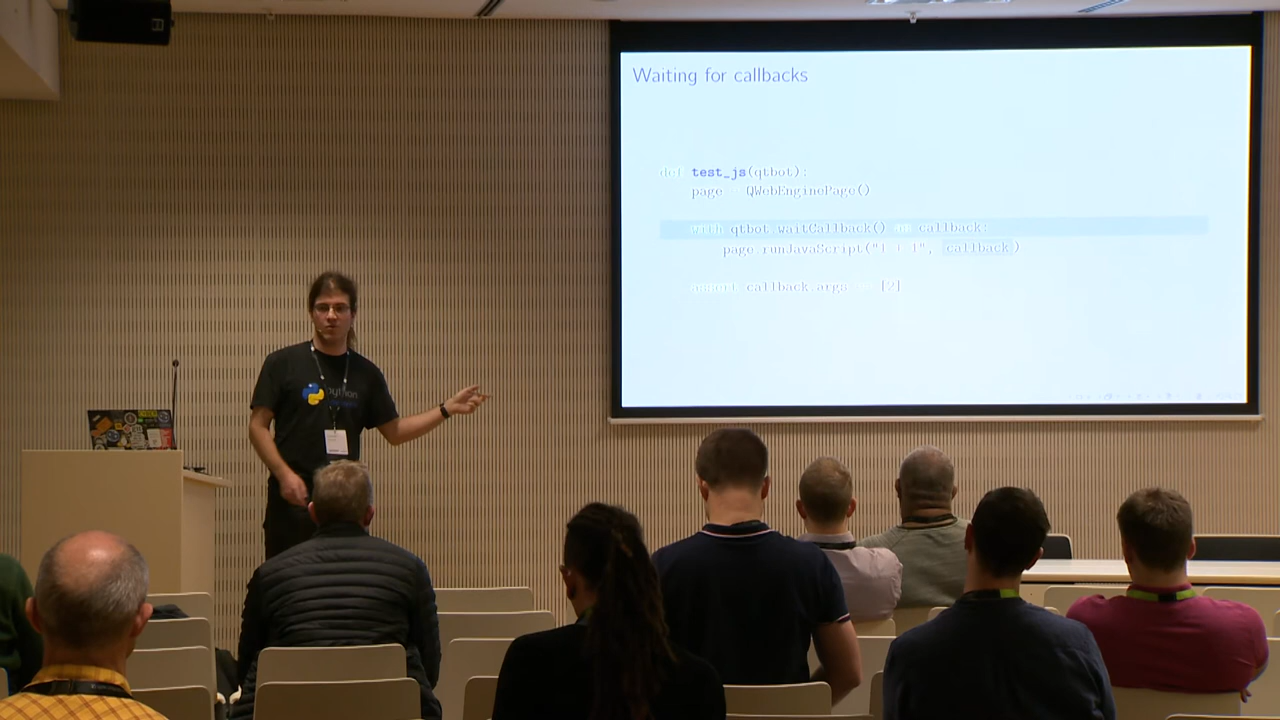 Waiting for callbacks
def test_js(qtbot):
page = QWebEnginePage()
with qtbot.waitCallback() as callback:
page.runJavaScript("1 + 1", callback)
assert callback.args == [2]
python